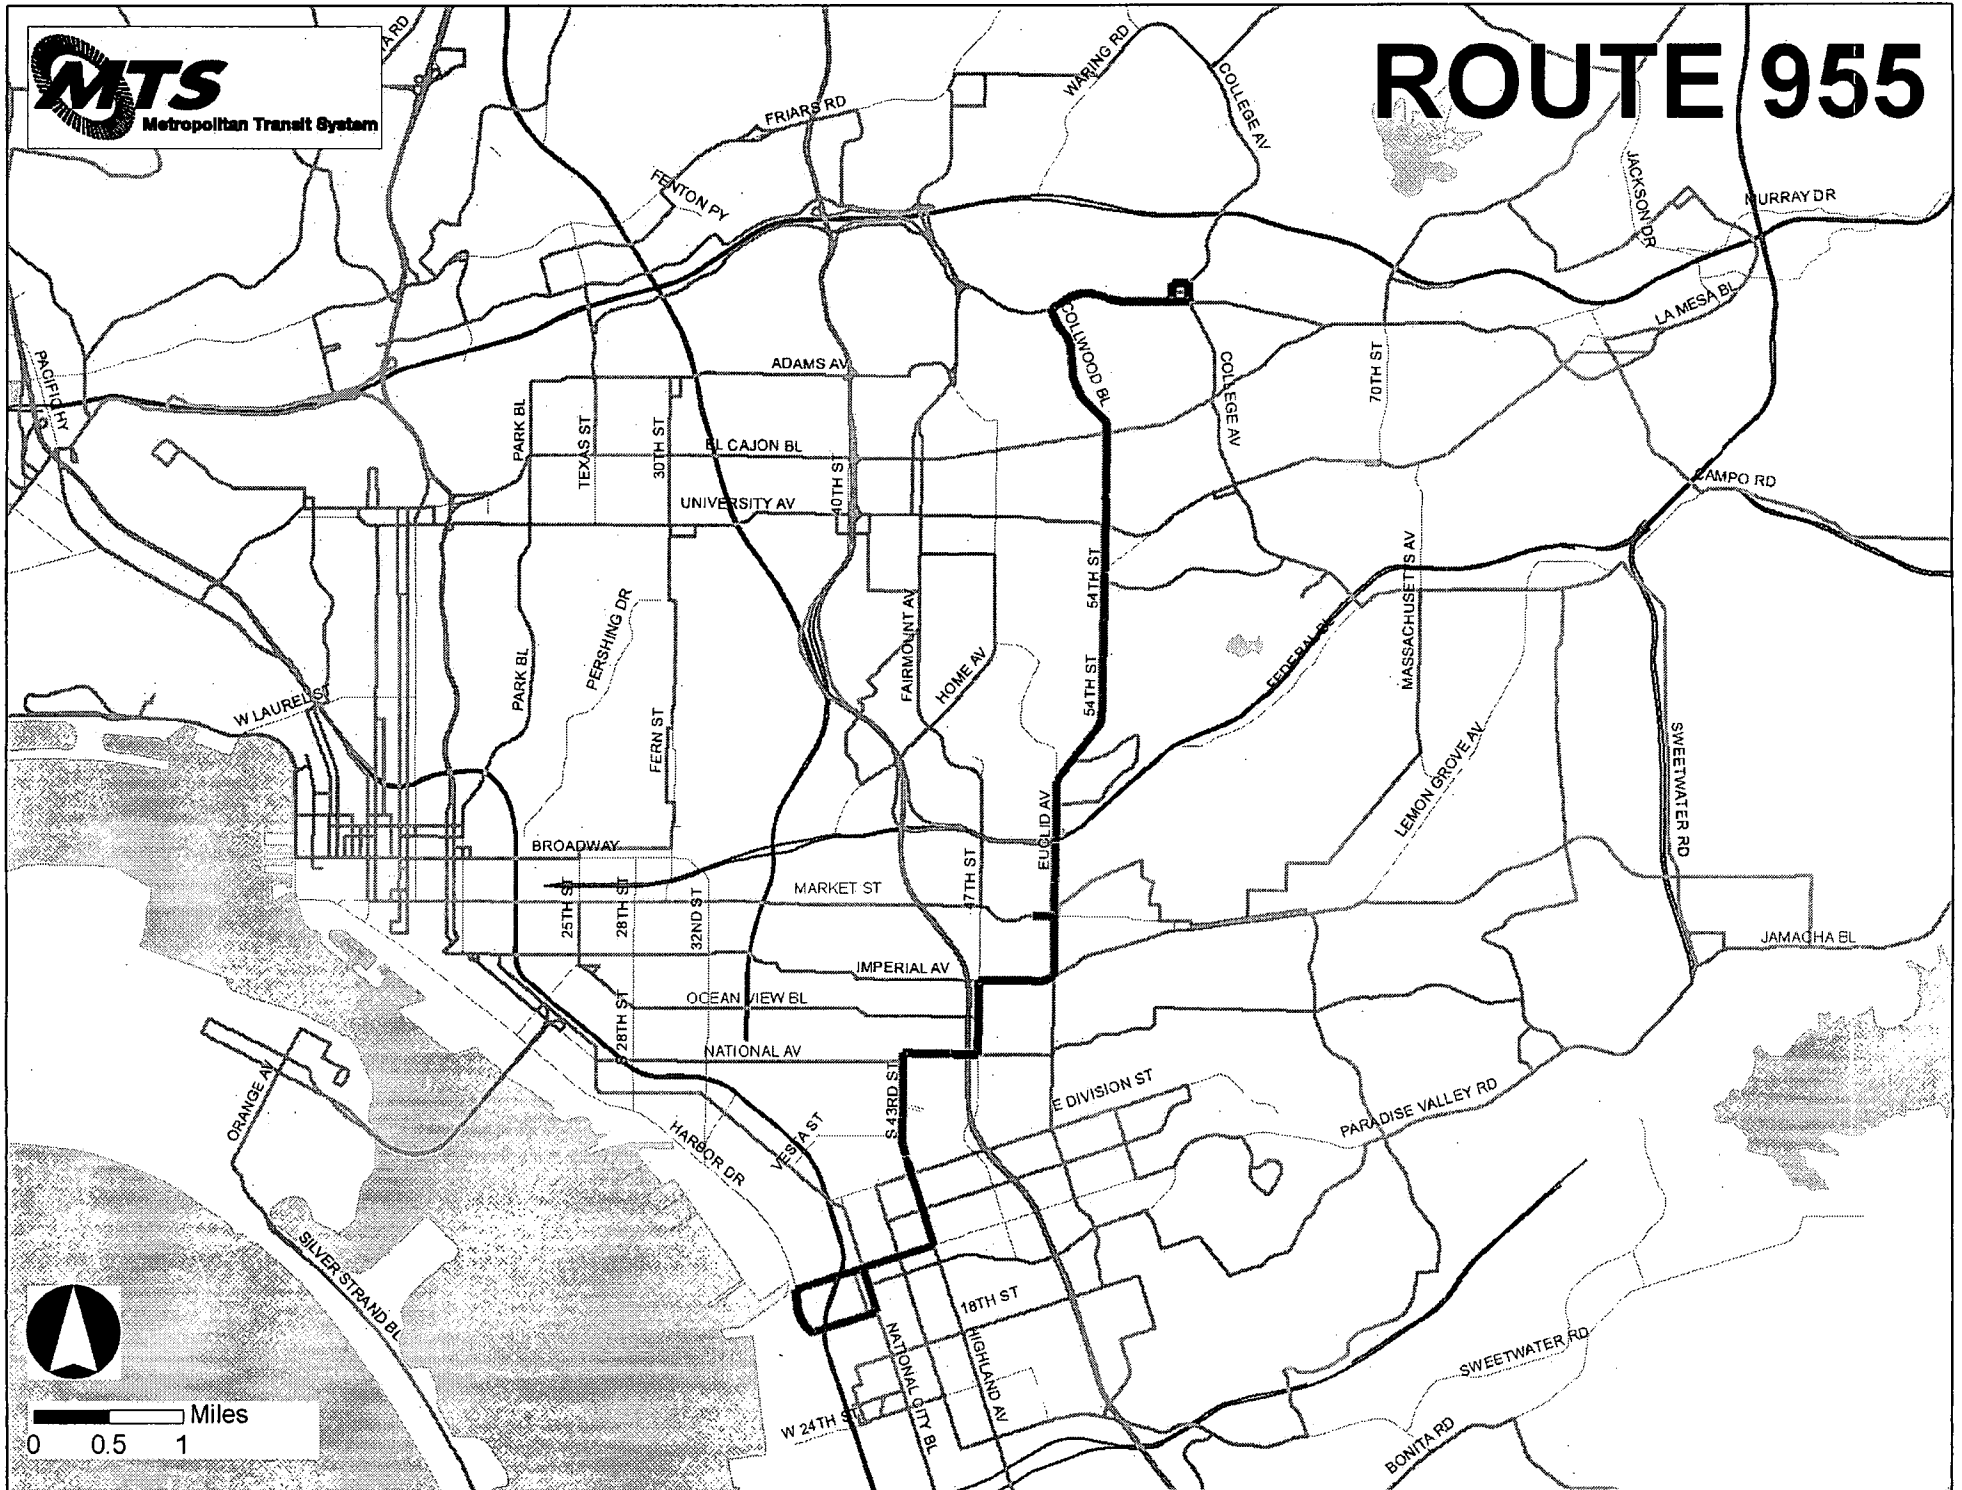 MTS
Metropolitan Transit System
ROUTE 955
WARING RD
COLLEGE AV
FRIARS RD
JACKSON DR
MURRAY DR
FENTON PY
LA MESA BL
COLLWOOD BL
PACIFIC HY
ADAMS AV
70TH ST
COLLEGE AV
PARK BL
TEXAS ST
30TH ST
EL CAJON BL
40TH ST
CAMPO RD
UNIVERSITY AV
54TH ST
MASSACHUSETTS AV
PERSHING DR
FAIRMOUNT AV
FEDERAL BL
HOME AV
PARK BL
54TH ST
W LAUREL ST
FERN ST
LEMON GROVE AV
SWEETWATER RD
EUCLID AV
BROADWAY
MARKET ST
47TH ST
25TH ST
28TH ST
32ND ST
JAMACHA BL
IMPERIAL AV
OCEAN VIEW BL
S 28TH ST
NATIONAL AV
S 43RD ST
E DIVISION ST
ORANGE AV
PARADISE VALLEY RD
HARBOR DR
VESTA ST
SILVER STRAND BL
18TH ST
NATIONAL CITY BL
HIGHLAND AV
SWEETWATER RD
W 24TH ST
BONITA RD
Miles
0 0.5 1